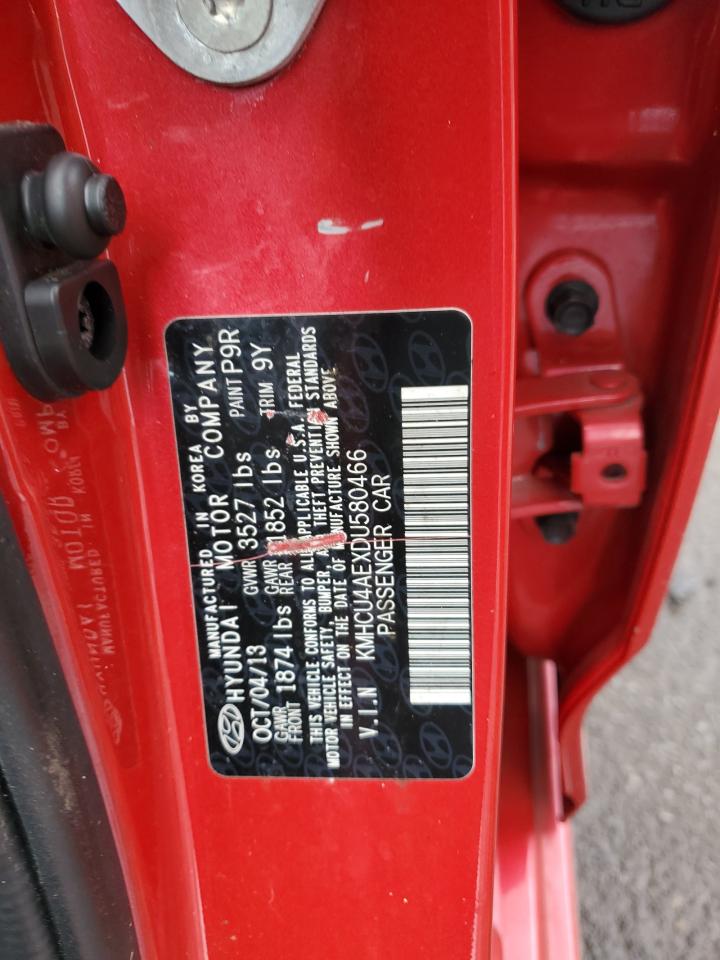 MANUFACTURED IN KOREA BY
HYUNDAI MOTOR COMPANY
OCT/04/13 GVWR 3527 lbs PAINT P9R
GAWR FRONT 1874 lbs GAWR REAR 1852 lbs TRIM 9Y
THIS VEHICLE CONFORMS TO ALL APPLICABLE U.S.A. FEDERAL
MOTOR VEHICLE SAFETY, BUMPER, AND THEFT PREVENTION STANDARDS
IN EFFECT ON THE DATE OF MANUFACTURE SHOWN ABOVE
V.I.N KMHCU4AEXDU580466
PASSENGER CAR